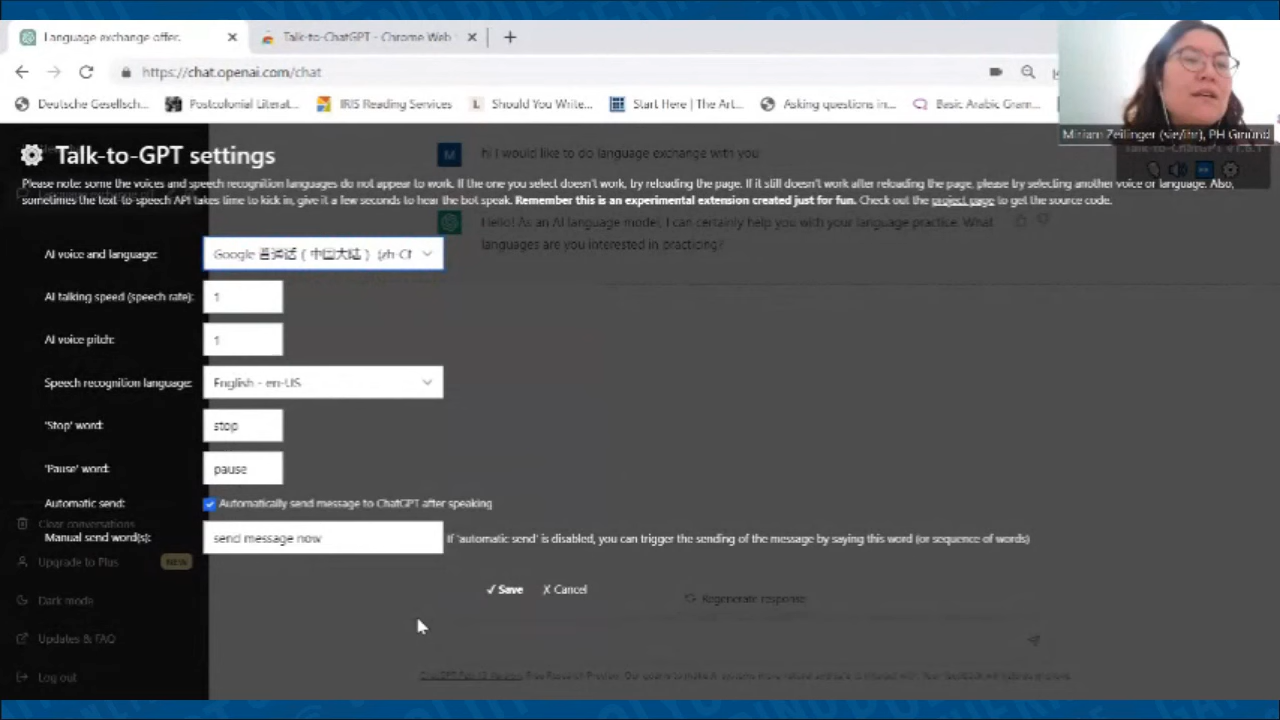 Language exchange offer.
Talk-to-ChatGPT - Chrome Web
https://chat.openai.com/chat
Deutsche Gesellsch...
Postcolonial Literat...
IRIS Reading Services
Should You Write...
Start Here | The Art...
Asking questions in...
Basic Arabic Gram...
Miriam Zeilinger (sie/ihr), PH Gmünd
Talk-to-GPT settings
M
hi I would like to do language exchange with you
Please note: some of the voices and speech recognition languages do not appear to work. If the one you select doesn't work, try reloading the page. If it still doesn't work after reloading the page, please try selecting another voice or language. Also,
sometimes the text-to-speech API takes time to kick in, give it a few seconds to hear the bot speak. Remember this is an experimental extension created just for fun. Check out the project page to get the source code.
Hello! As an AI language model, I can certainly help you with your language practice. What
languages are you interested in practicing?
AI voice and language:
Google 普通话（中国大陆） (zh-CN
AI talking speed (speech rate):
1
AI voice pitch:
1
Speech recognition language:
English - en-US
'Stop' word:
stop
'Pause' word:
pause
Automatic send:
Automatically send message to ChatGPT after speaking
Clear conversations
Manual send word(s):
send message now
If 'automatic send' is disabled, you can trigger the sending of the message by saying this word (or sequence of words)
Upgrade to Plus
NEW
✓Save
X Cancel
Dark mode
Regenerate response
Updates & FAQ
Log out